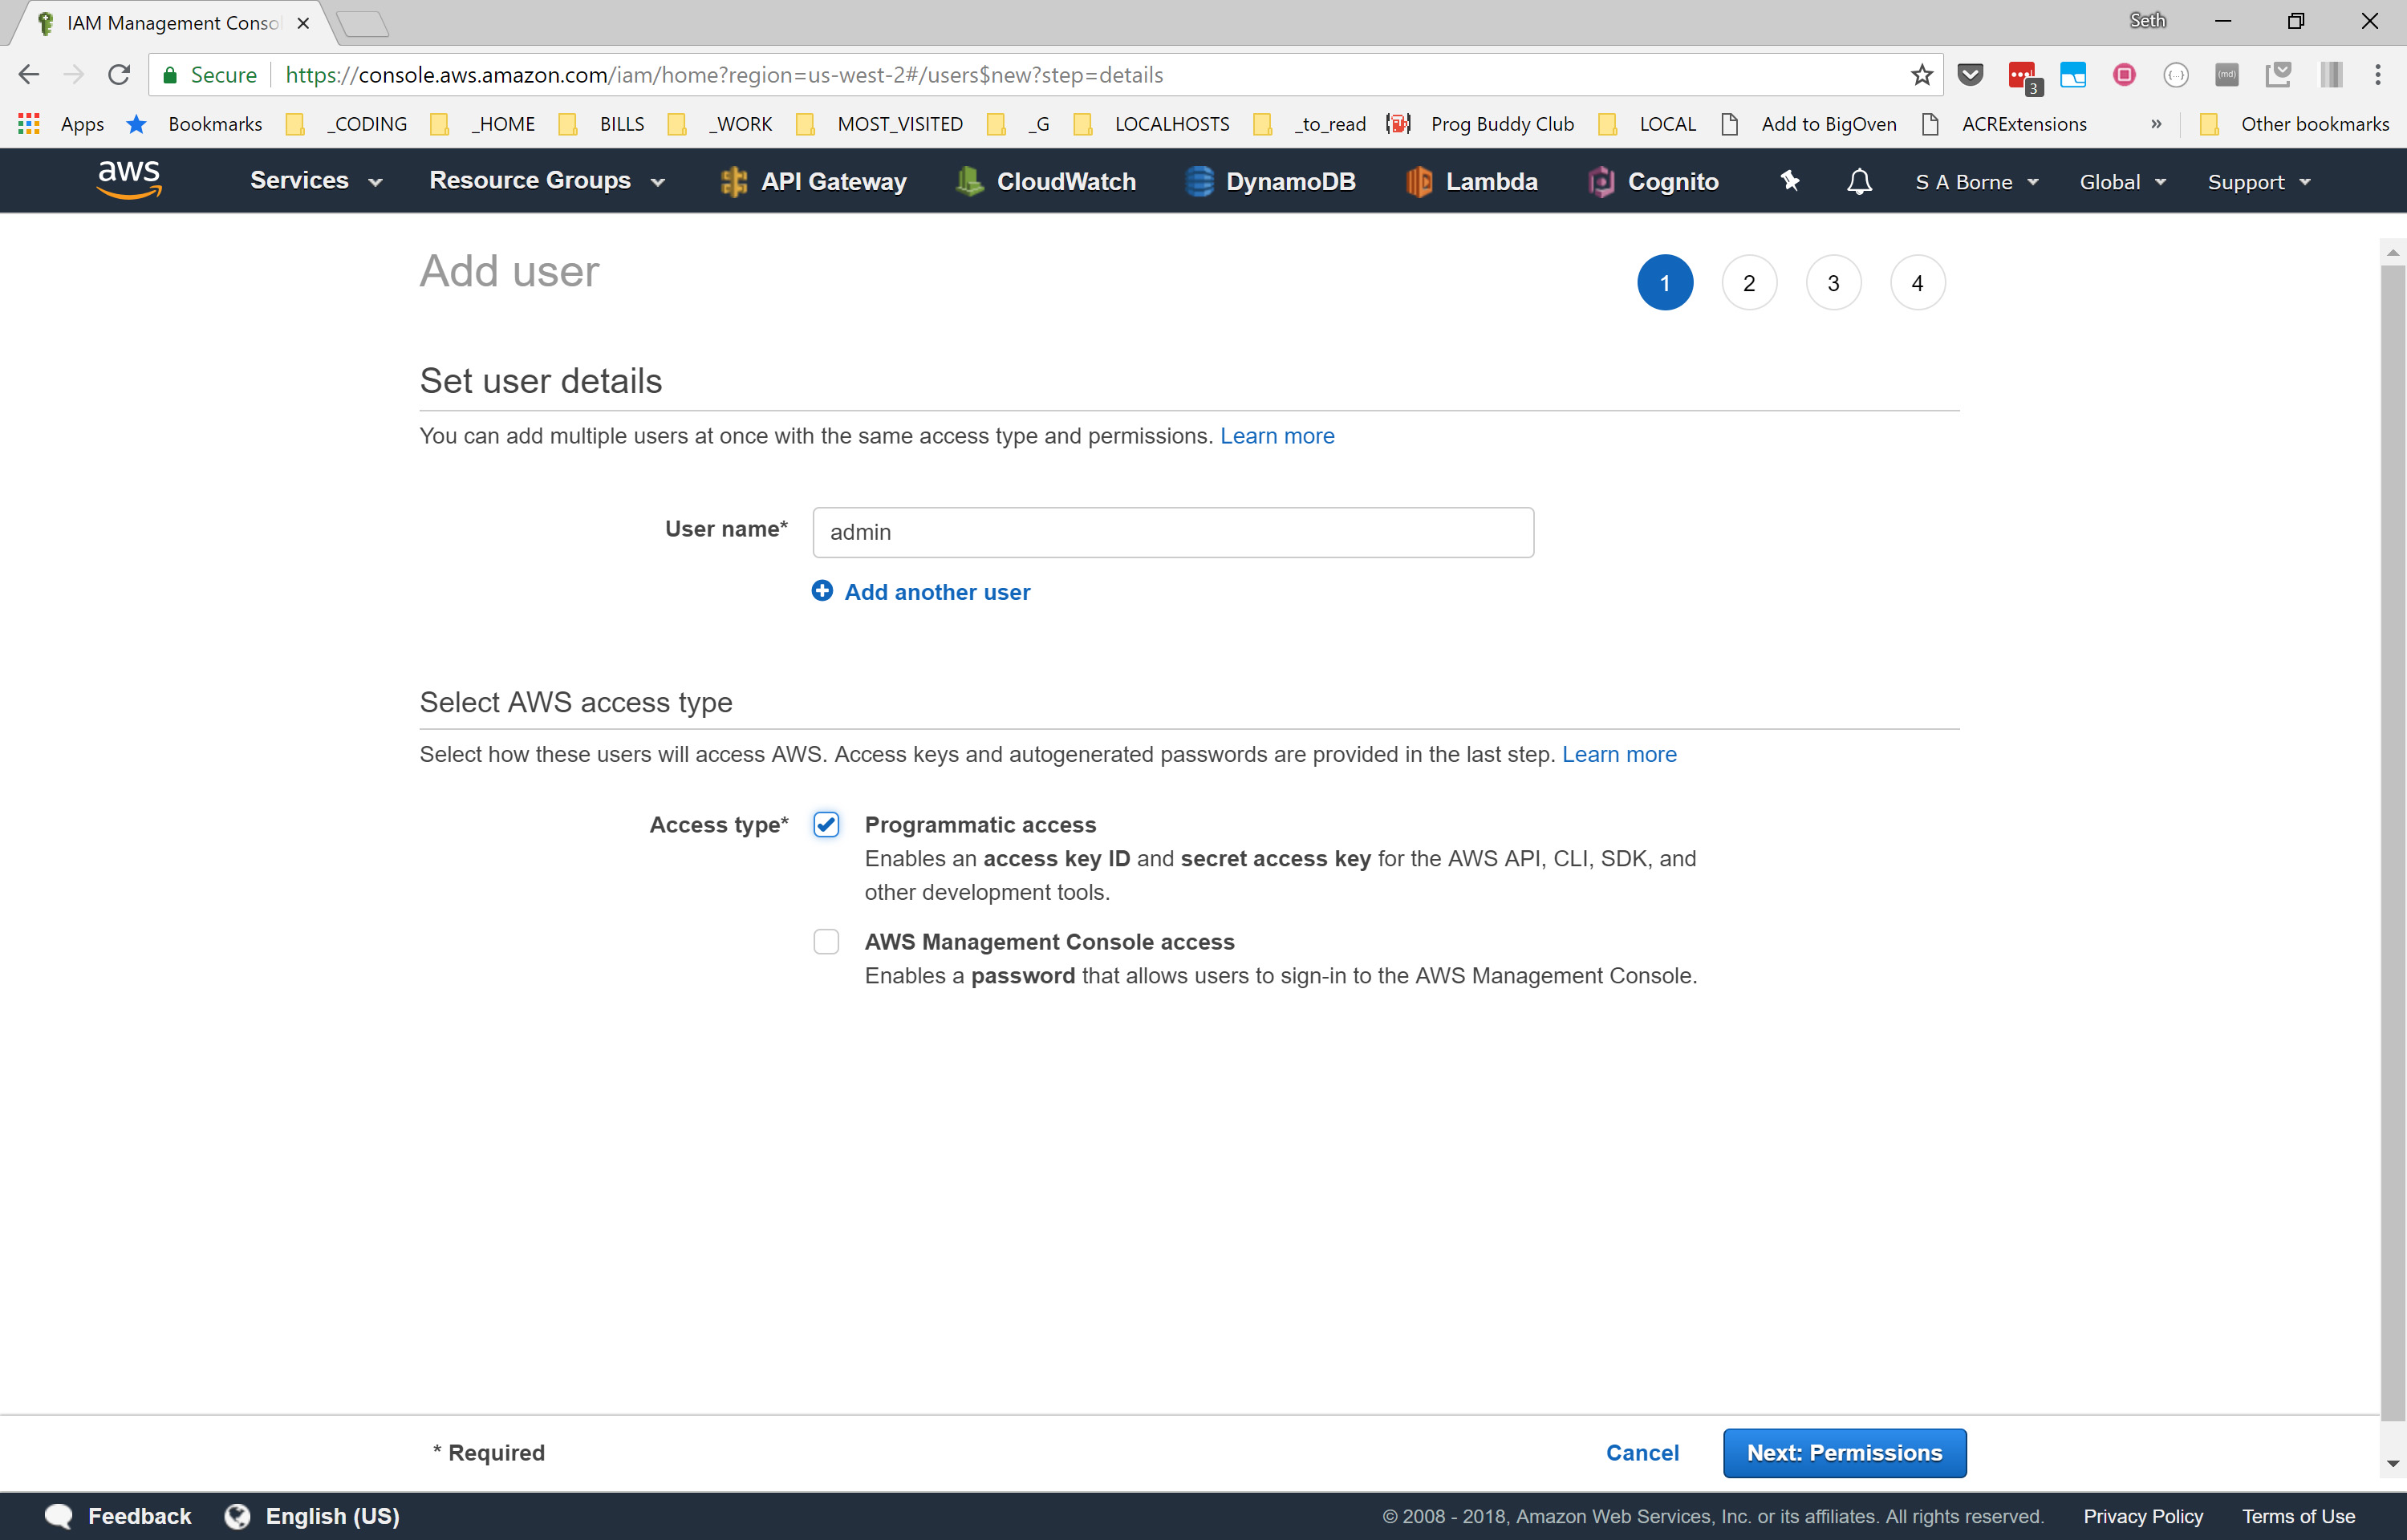 IAM Management Conso
Seth
Secure https://console.aws.amazon.com/iam/home?region=us-west-2#/users$new?step=details
3
{...}
(md)
Apps Bookmarks _CODING _HOME BILLS _WORK MOST_VISITED _G LOCALHOSTS _to_read Prog Buddy Club LOCAL Add to BigOven ACRExtensions » Other bookmarks
aws Services Resource Groups API Gateway CloudWatch DynamoDB Lambda Cognito S A Borne Global Support
Add user
1 2 3 4
Set user details
You can add multiple users at once with the same access type and permissions. Learn more
User name* admin
Add another user
Select AWS access type
Select how these users will access AWS. Access keys and autogenerated passwords are provided in the last step. Learn more
Access type* Programmatic access
Enables an access key ID and secret access key for the AWS API, CLI, SDK, and
other development tools.
AWS Management Console access
Enables a password that allows users to sign-in to the AWS Management Console.
* Required Cancel Next: Permissions
Feedback English (US) © 2008 - 2018, Amazon Web Services, Inc. or its affiliates. All rights reserved. Privacy Policy Terms of Use